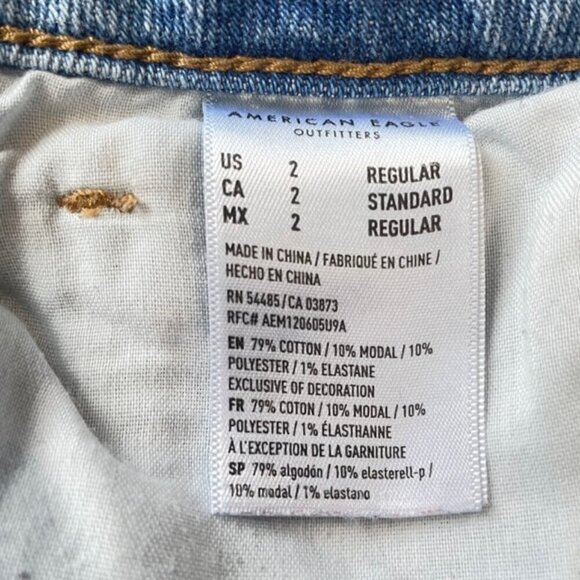 AMERICAN EAGLE
OUTFITTERS
US 2 REGULAR
CA 2 STANDARD
MX 2 REGULAR
MADE IN CHINA / FABRIQUÉ EN CHINE /
HECHO EN CHINA
RN 54485/CA 03873
RFC# AEM120605U9A
EN 79% COTTON / 10% MODAL / 10%
POLYESTER / 1% ELASTANE
EXCLUSIVE OF DECORATION
FR 79% COTON / 10% MODAL / 10%
POLYESTER / 1% ÉLASTHANNE
À L'EXCEPTION DE LA GARNITURE
SP 79% algodón / 10% elasterell-p /
10% modal / 1% elastano